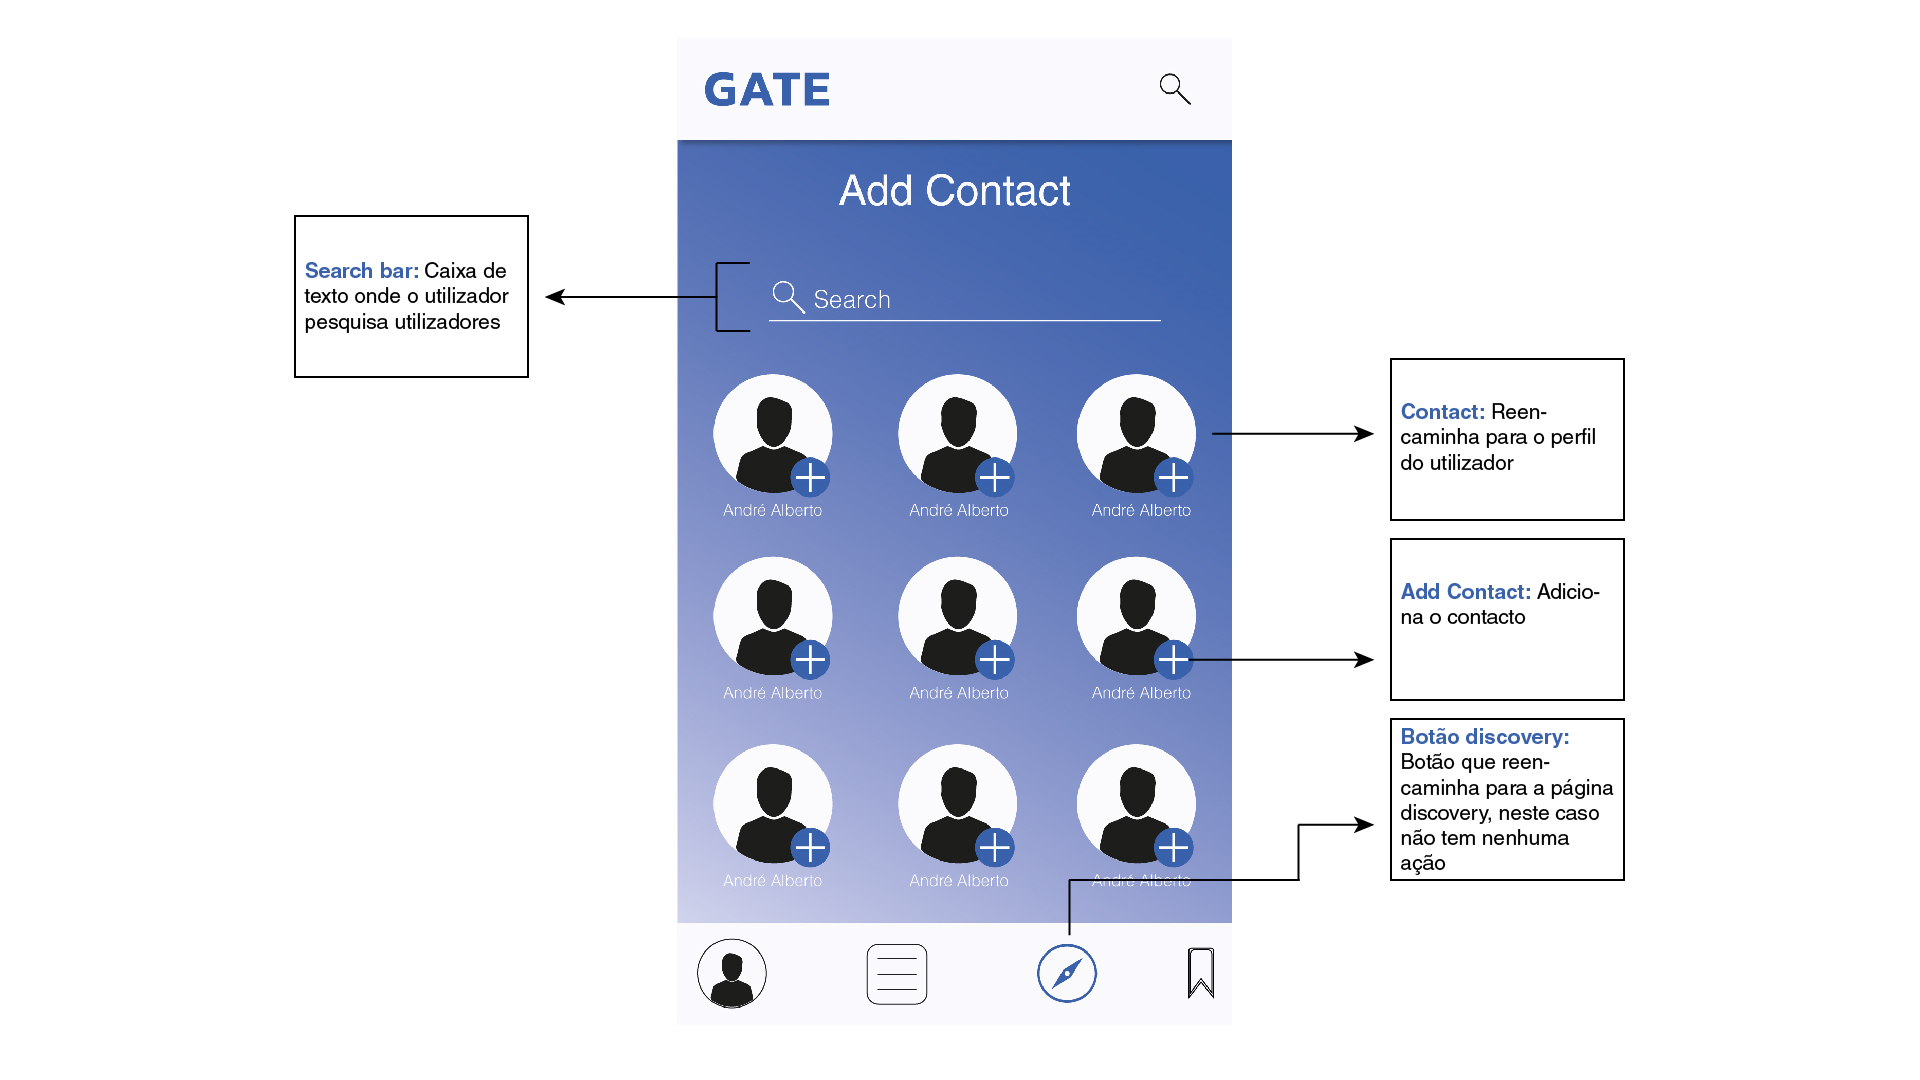 GATE
Add Contact
Search bar: Caixa de
texto onde o utilizador
pesquisa utilizadores
Search
Contact: Reen-
caminha para o perfil
do utilizador
André Alberto
André Alberto
André Alberto
Add Contact: Adicio-
na o contacto
André Alberto
André Alberto
André Alberto
Botão discovery:
Botão que reen-
caminha para a página
discovery, neste caso
não tem nenhuma
ação
André Alberto
André Alberto
André Alberto